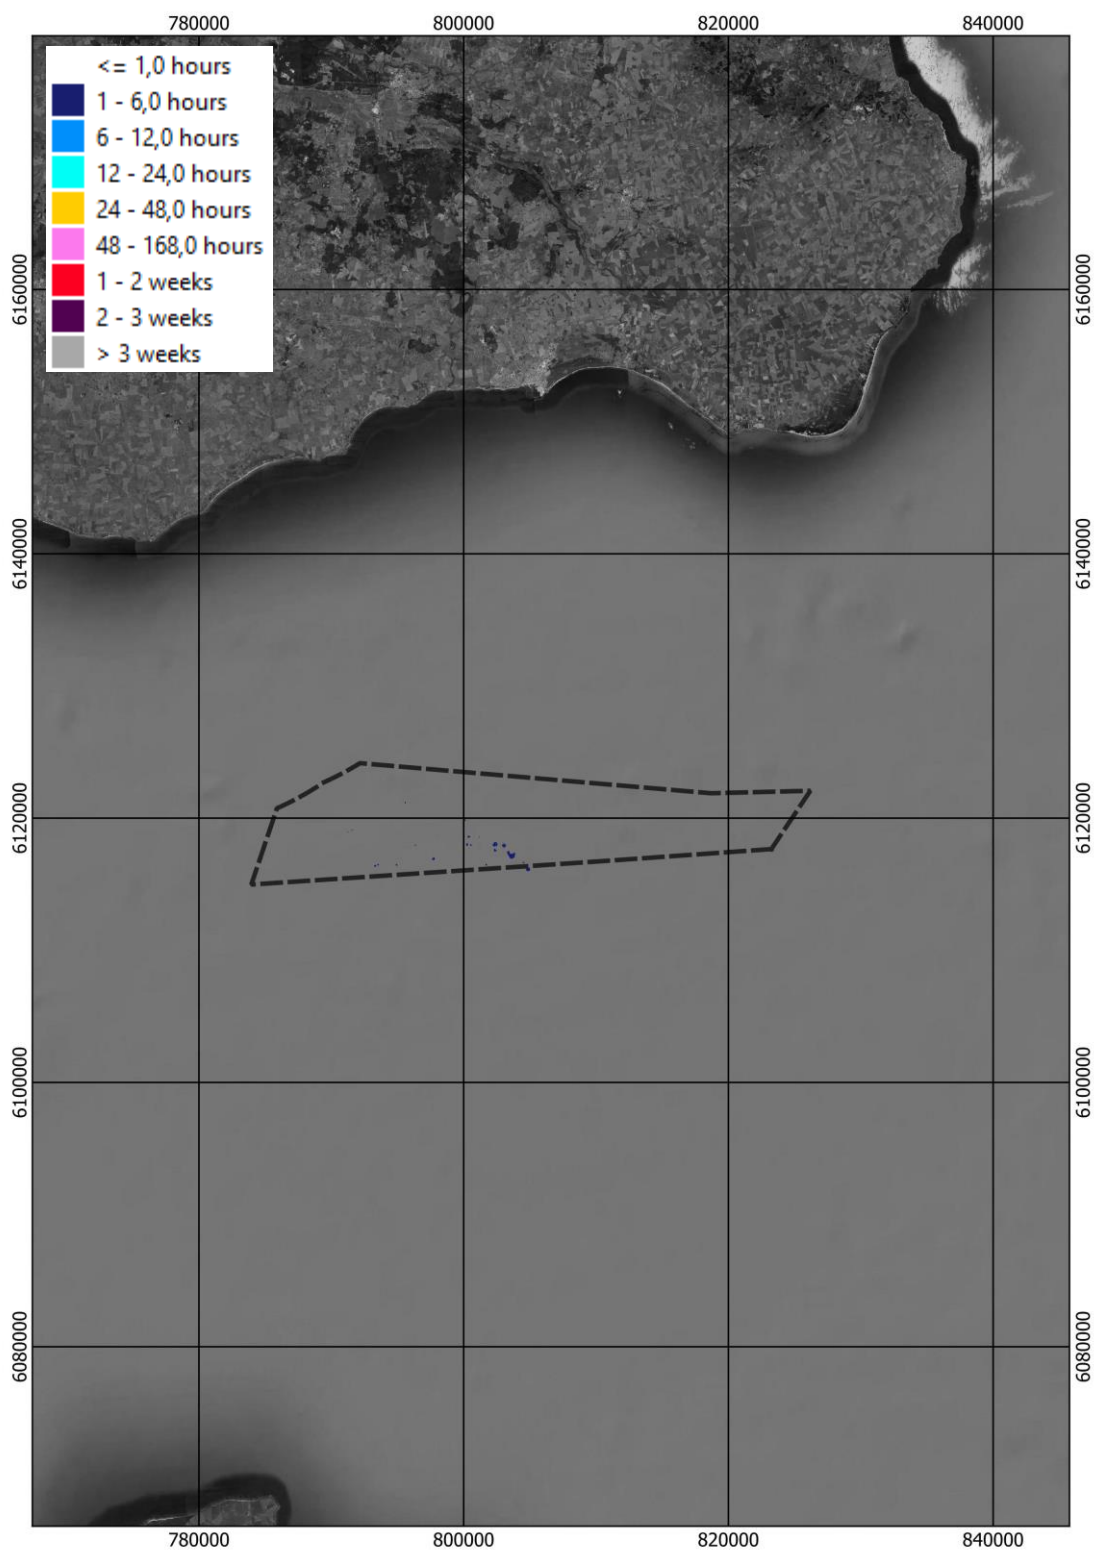 780000 800000 820000 840000
<= 1,0 hours
1 - 6,0 hours
6 - 12,0 hours
12 - 24,0 hours
24 - 48,0 hours
48 - 168,0 hours
1 - 2 weeks
2 - 3 weeks
> 3 weeks
6160000 6160000
6140000 6140000
6120000 6120000
6100000 6100000
6080000 6080000
780000 800000 820000 840000